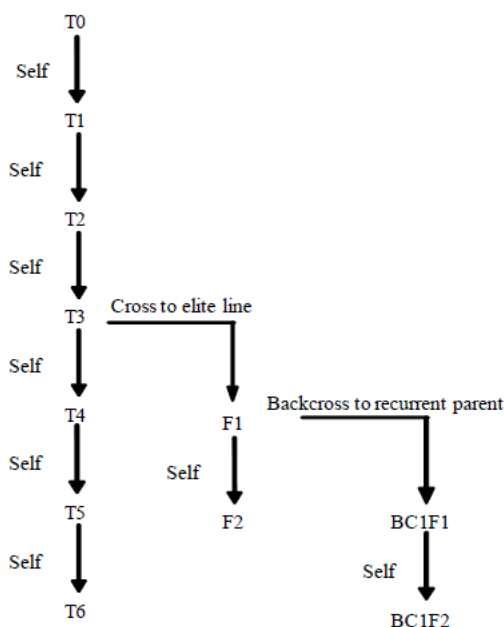 T0
Self
T1
Self
T2
Self
Cross to elite line
T3
Self
Backcross to recurrent parent
T4
F1
Self
Self
T5
F2
BC1F1
Self
Self
T6
BC1F2